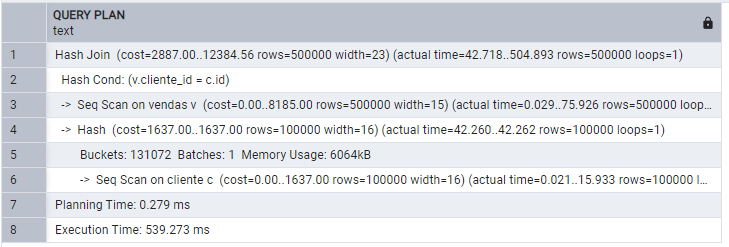 QUERY PLAN
text
1 Hash Join (cost=2887.00..12384.56 rows=500000 width=23) (actual time=42.718..504.893 rows=500000 loops=1)
2 Hash Cond: (v.cliente_id = c.id)
3 -> Seq Scan on vendas v (cost=0.00..8185.00 rows=500000 width=15) (actual time=0.029..75.926 rows=500000 loop...
4 -> Hash (cost=1637.00..1637.00 rows=100000 width=16) (actual time=42.260..42.262 rows=100000 loops=1)
5 Buckets: 131072 Batches: 1 Memory Usage: 6064kB
6 -> Seq Scan on cliente c (cost=0.00..1637.00 rows=100000 width=16) (actual time=0.021..15.933 rows=100000 l...
7 Planning Time: 0.279 ms
8 Execution Time: 539.273 ms